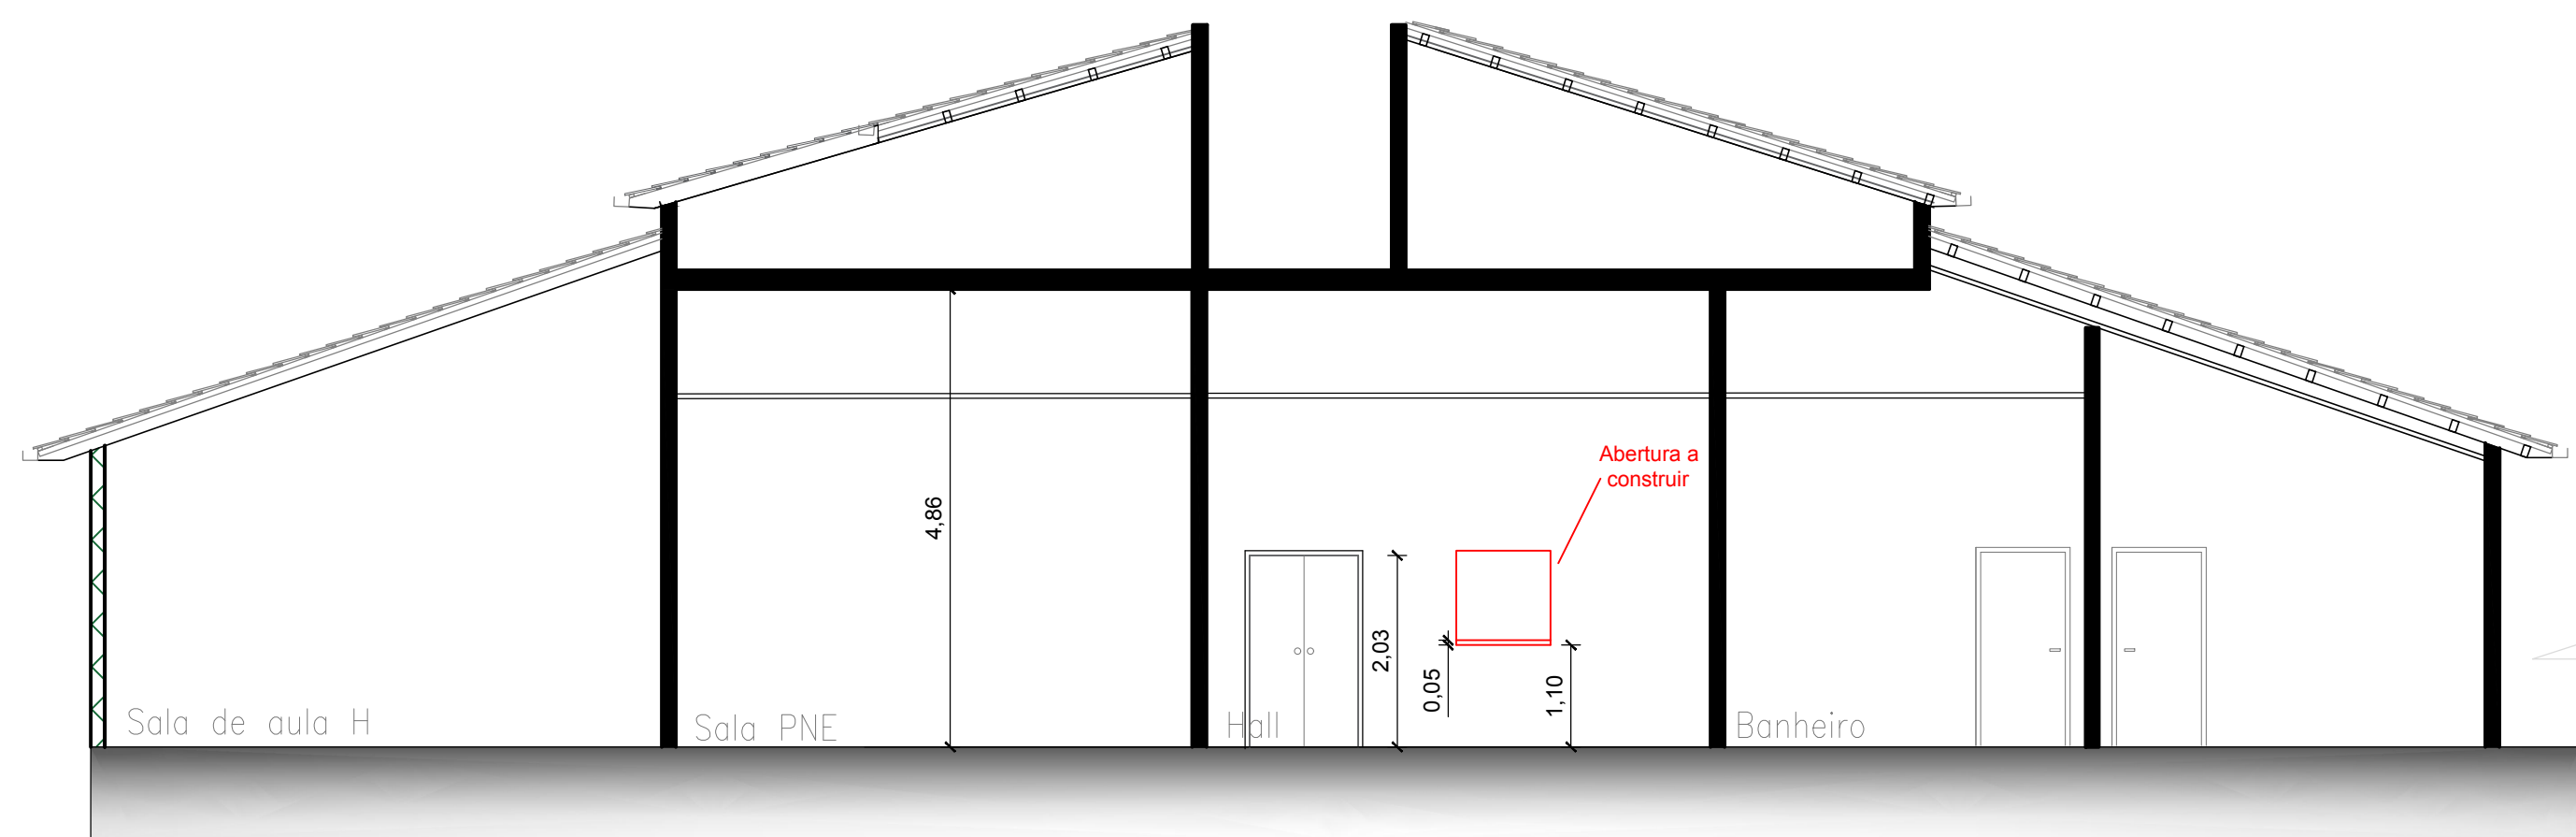 Abertura a
construir
4,86
2,03
0,05
1,10
Sala de aula H
Sala PNE
Hall
Banheiro